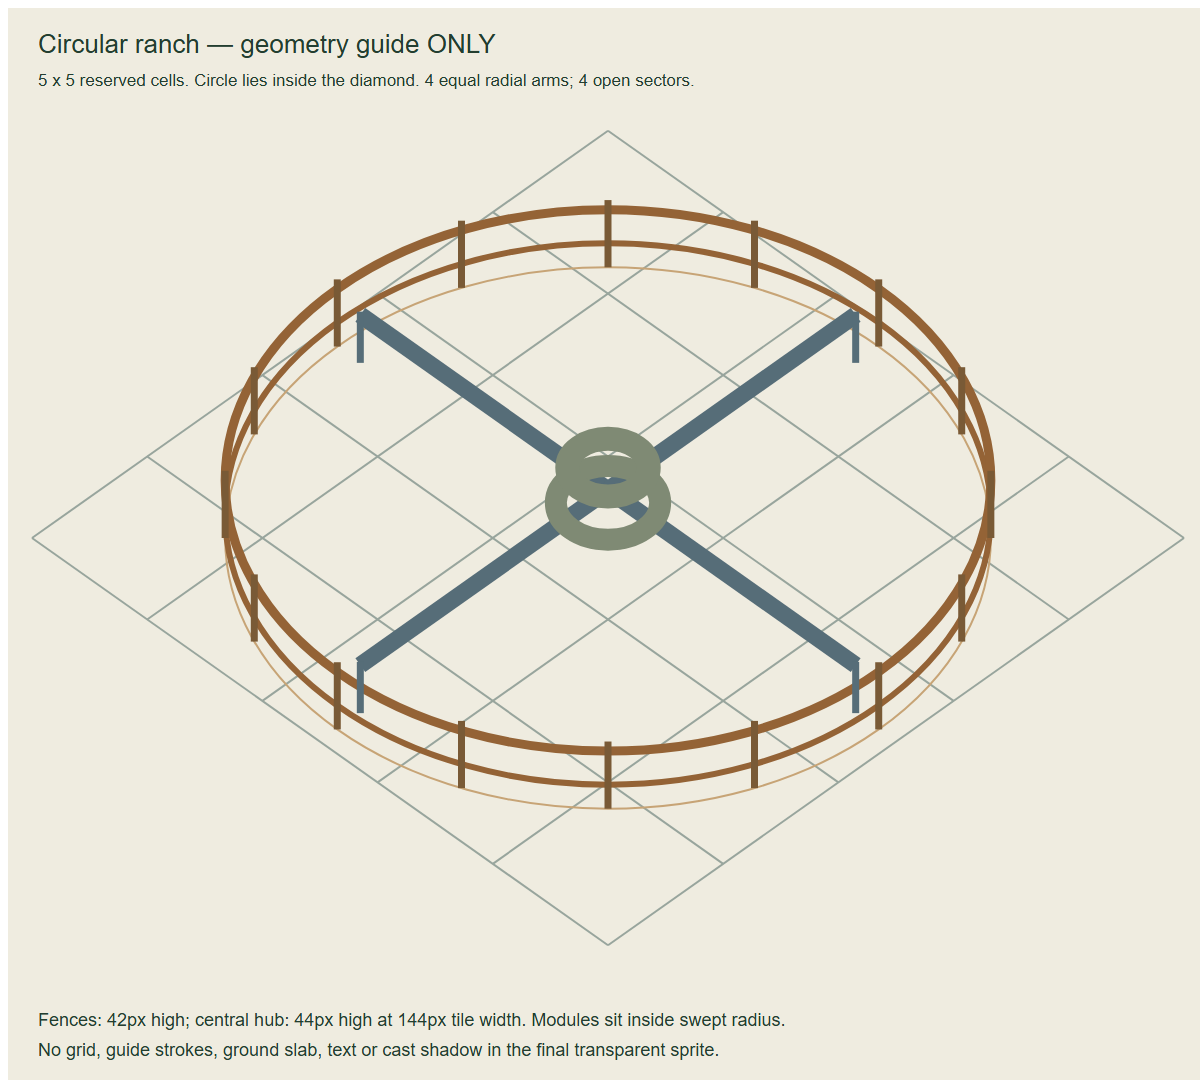 Circular ranch — geometry guide ONLY
5 x 5 reserved cells. Circle lies inside the diamond. 4 equal radial arms; 4 open sectors.
Fences: 42px high; central hub: 44px high at 144px tile width. Modules sit inside swept radius.
No grid, guide strokes, ground slab, text or cast shadow in the final transparent sprite.